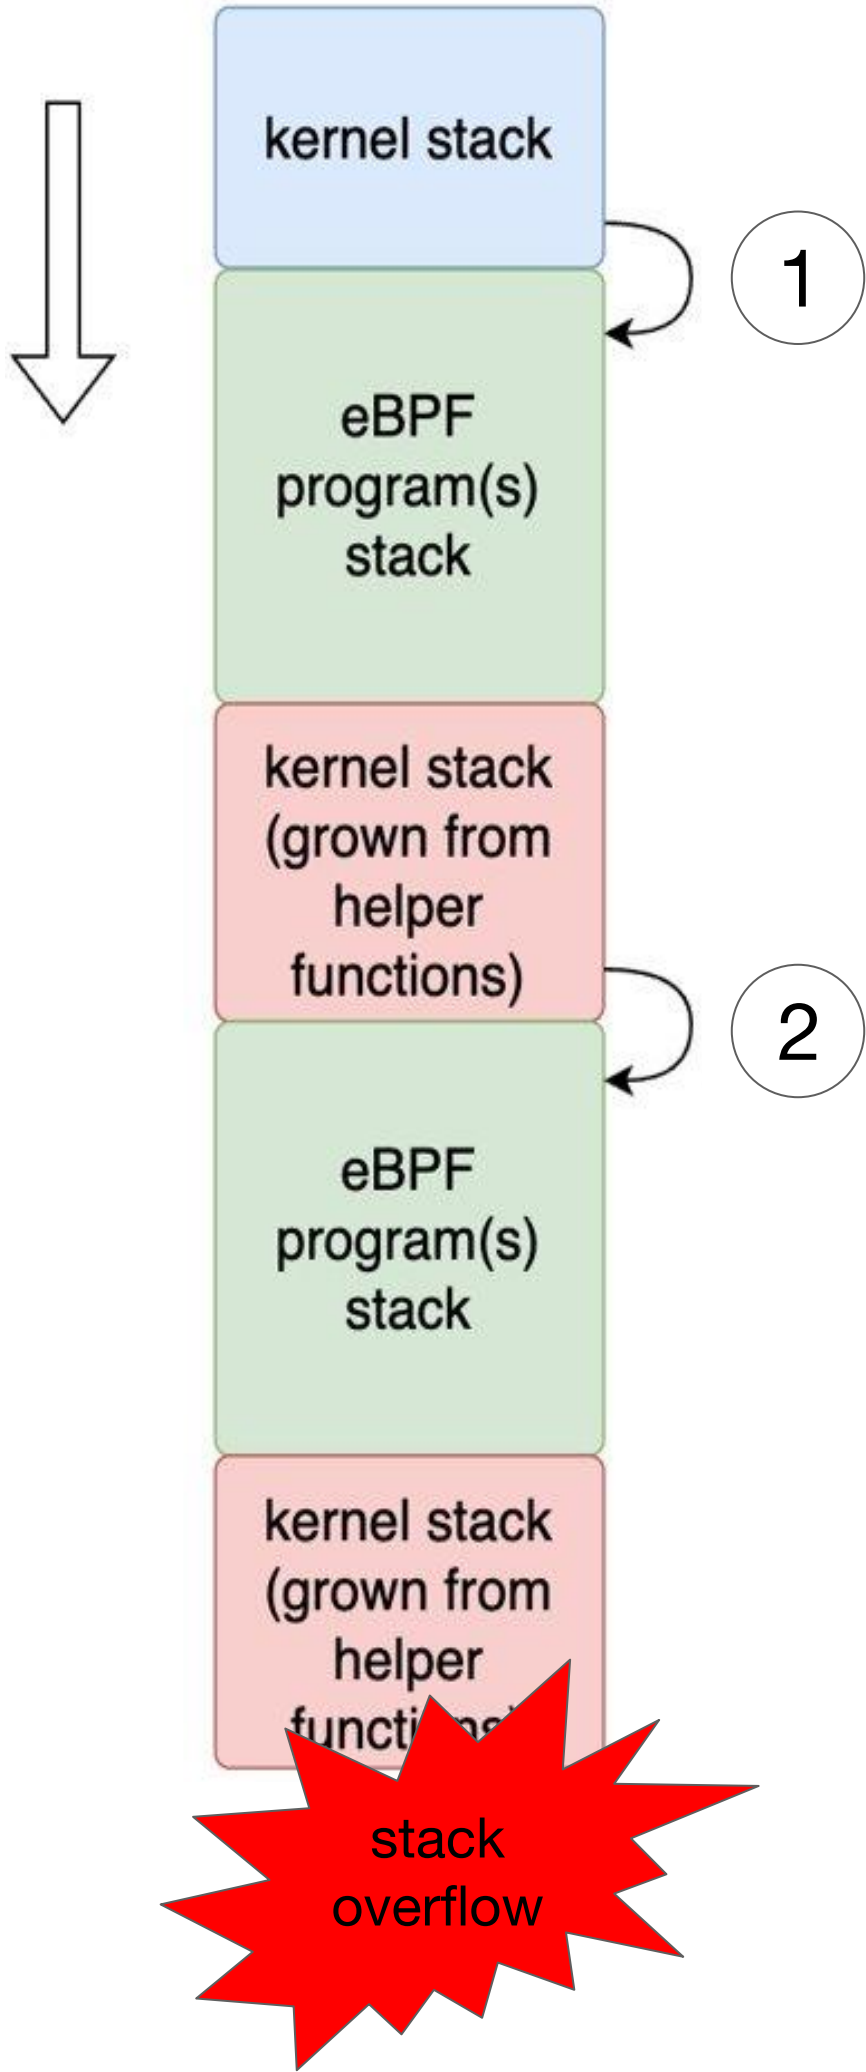 kernel stack
1
eBPF
program(s)
stack
kernel stack
(grown from
helper
functions)
2
eBPF
program(s)
stack
kernel stack
(grown from
helper
stack
overflow